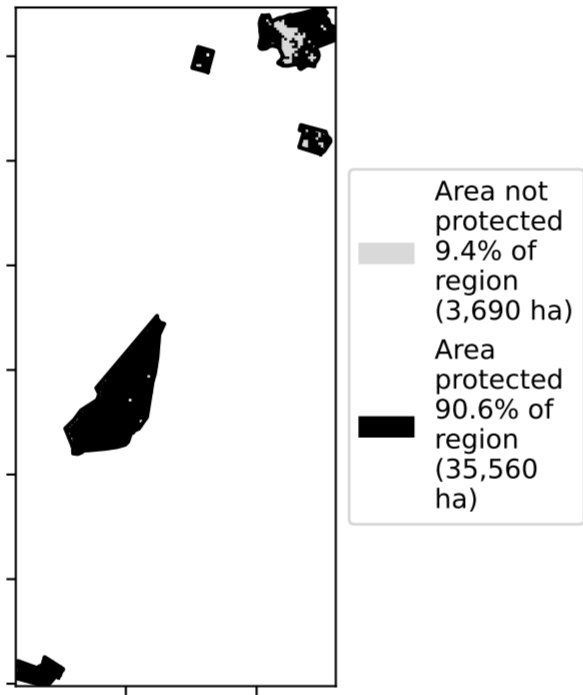 Area not
protected
9.4% of
region
(3,690 ha)
Area
protected
90.6% of
region
(35,560
ha)